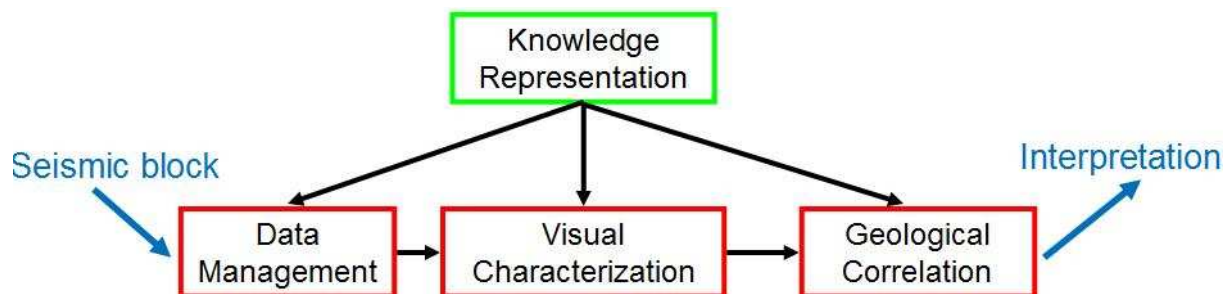 Knowledge
Representation
Seismic block
Interpretation
Data
Management
Visual
Characterization
Geological
Correlation